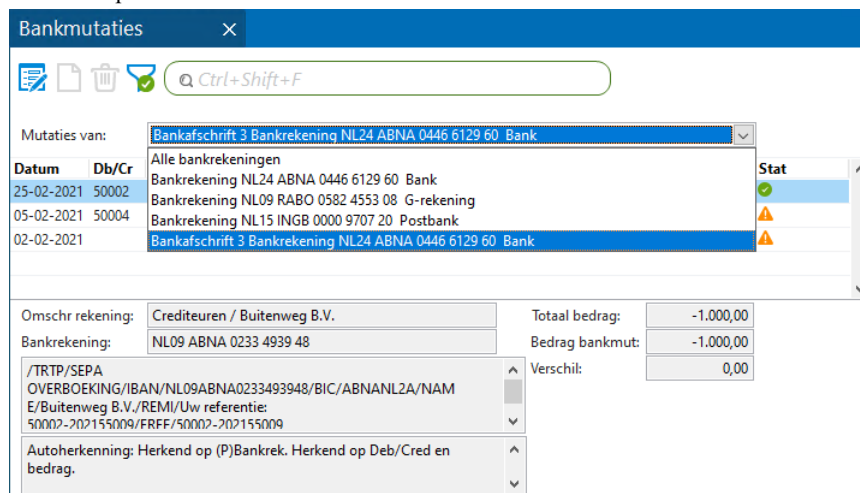 Bankmutaties
Ctrl+Shift+F
Mutaties van: Bankafschrift 3 Bankrekening NL24 ABNA 0446 6129 60 Bank
Alle bankrekeningen
Bankrekening NL24 ABNA 0446 6129 60 Bank
Bankrekening NL09 RABO 0582 4553 08 G-rekening
Bankrekening NL15 INGB 0000 9707 20 Postbank
Bankafschrift 3 Bankrekening NL24 ABNA 0446 6129 60 Bank
Datum Db/Cr Stat
25-02-2021 50002
05-02-2021 50004
02-02-2021
Omschr rekening: Crediteuren / Buitenweg B.V. Totaal bedrag: -1.000,00
Bankrekening: NL09 ABNA 0233 4939 48 Bedrag bankmut: -1.000,00
Verschil: 0,00
/TRTP/SEPA
OVERBOEKING/IBAN/NL09ABNA0233493948/BIC/ABNANL2A/NAM
E/Buitenweg B.V./REMI/Uw referentie:
50002-202155009/EREF/50002-202155009
Autoherkenning: Herkend op (P)Bankrek. Herkend op Deb/Cred en
bedrag.